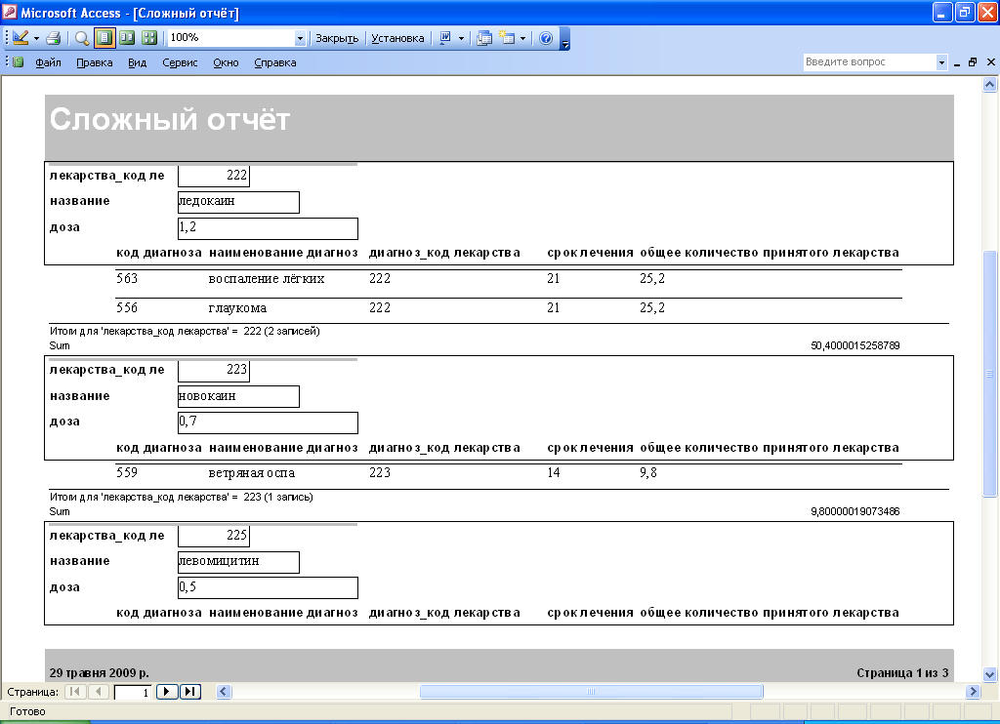 Microsoft Access - [Сложный отчёт]
100% Закрыть Установка
Файл Правка Вид Сервис Окно Справка Введите вопрос
Сложный отчёт
лекарства_код ле 222
название ледокаин
доза 1,2
код диагноза наименование диагноз диагноз_код лекарства срок лечения общее количество принятого лекарства
563 воспаление лёгких 222 21 25,2
556 глаукома 222 21 25,2
Итоги для 'лекарства_код лекарства' = 222 (2 записей)
Sum 50,4000015258789
лекарства_код ле 223
название новокаин
доза 0,7
код диагноза наименование диагноз диагноз_код лекарства срок лечения общее количество принятого лекарства
559 ветряная оспа 223 14 9,8
Итоги для 'лекарства_код лекарства' = 223 (1 запись)
Sum 9,80000019073486
лекарства_код ле 225
название левомицитин
доза 0,5
код диагноза наименование диагноз диагноз_код лекарства срок лечения общее количество принятого лекарства
29 травня 2009 р. Страница 1 из 3
Страница: 1
Готово